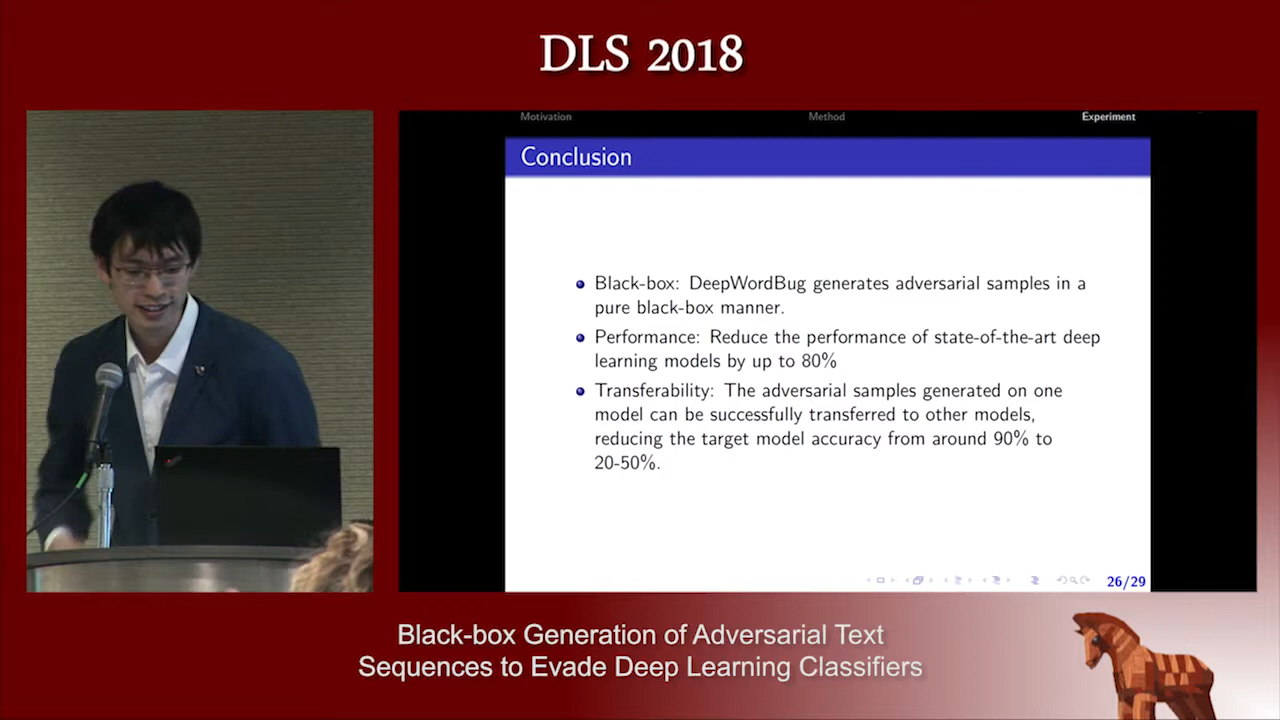 DLS 2018
Motivation
Method
Experiment
Conclusion
Black-box: DeepWordBug generates adversarial samples in a
pure black-box manner.
Performance: Reduce the performance of state-of-the-art deep
learning models by up to 80%
Transferability: The adversarial samples generated on one
model can be successfully transferred to other models,
reducing the target model accuracy from around 90% to
20-50%.
26/29
Black-box Generation of Adversarial Text
Sequences to Evade Deep Learning Classifiers